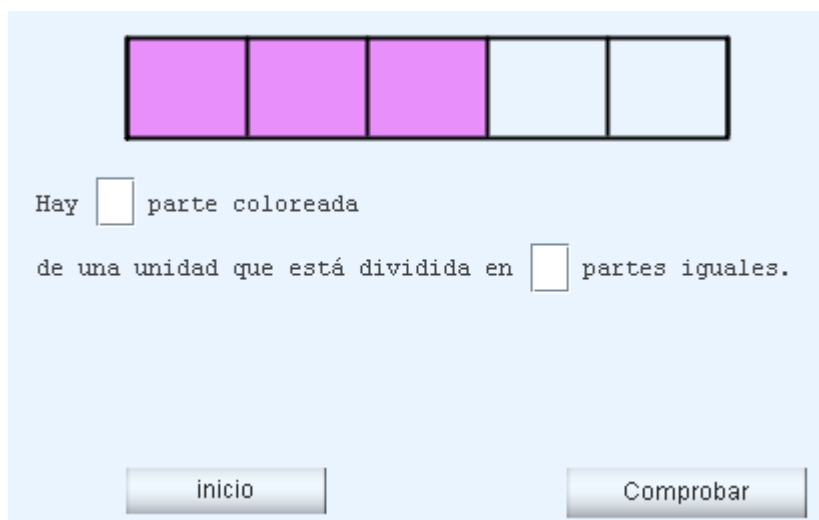 Hay parte coloreada
de una unidad que está dividida en partes iguales.
inicio Comprobar